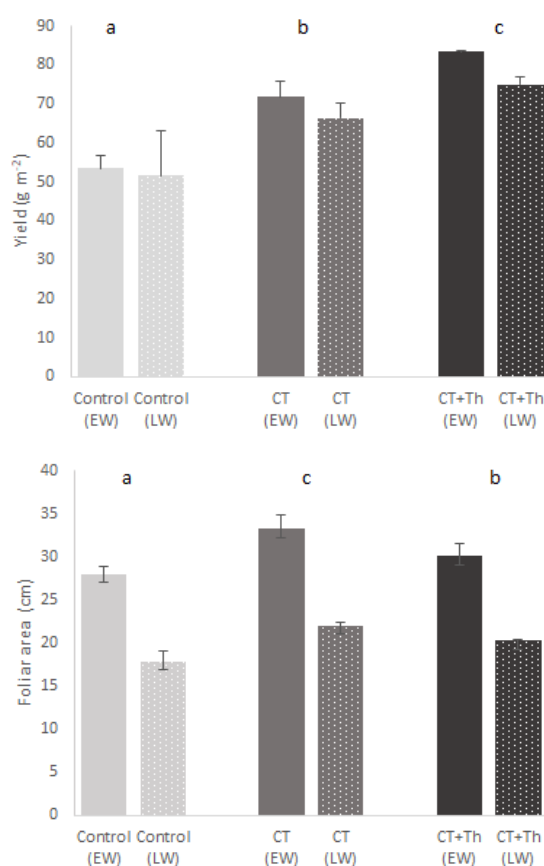 90
a
b
c
80
70
60
50
40
30
20
10
0
Yield (g m⁻²)
Control
(EW)
Control
(LW)
CT
(EW)
CT
(LW)
CT+Th
(EW)
CT+Th
(LW)
40
a
c
b
35
30
25
20
15
10
5
0
Foliar area (cm)
Control
(EW)
Control
(LW)
CT
(EW)
CT
(LW)
CT+Th
(EW)
CT+Th
(LW)